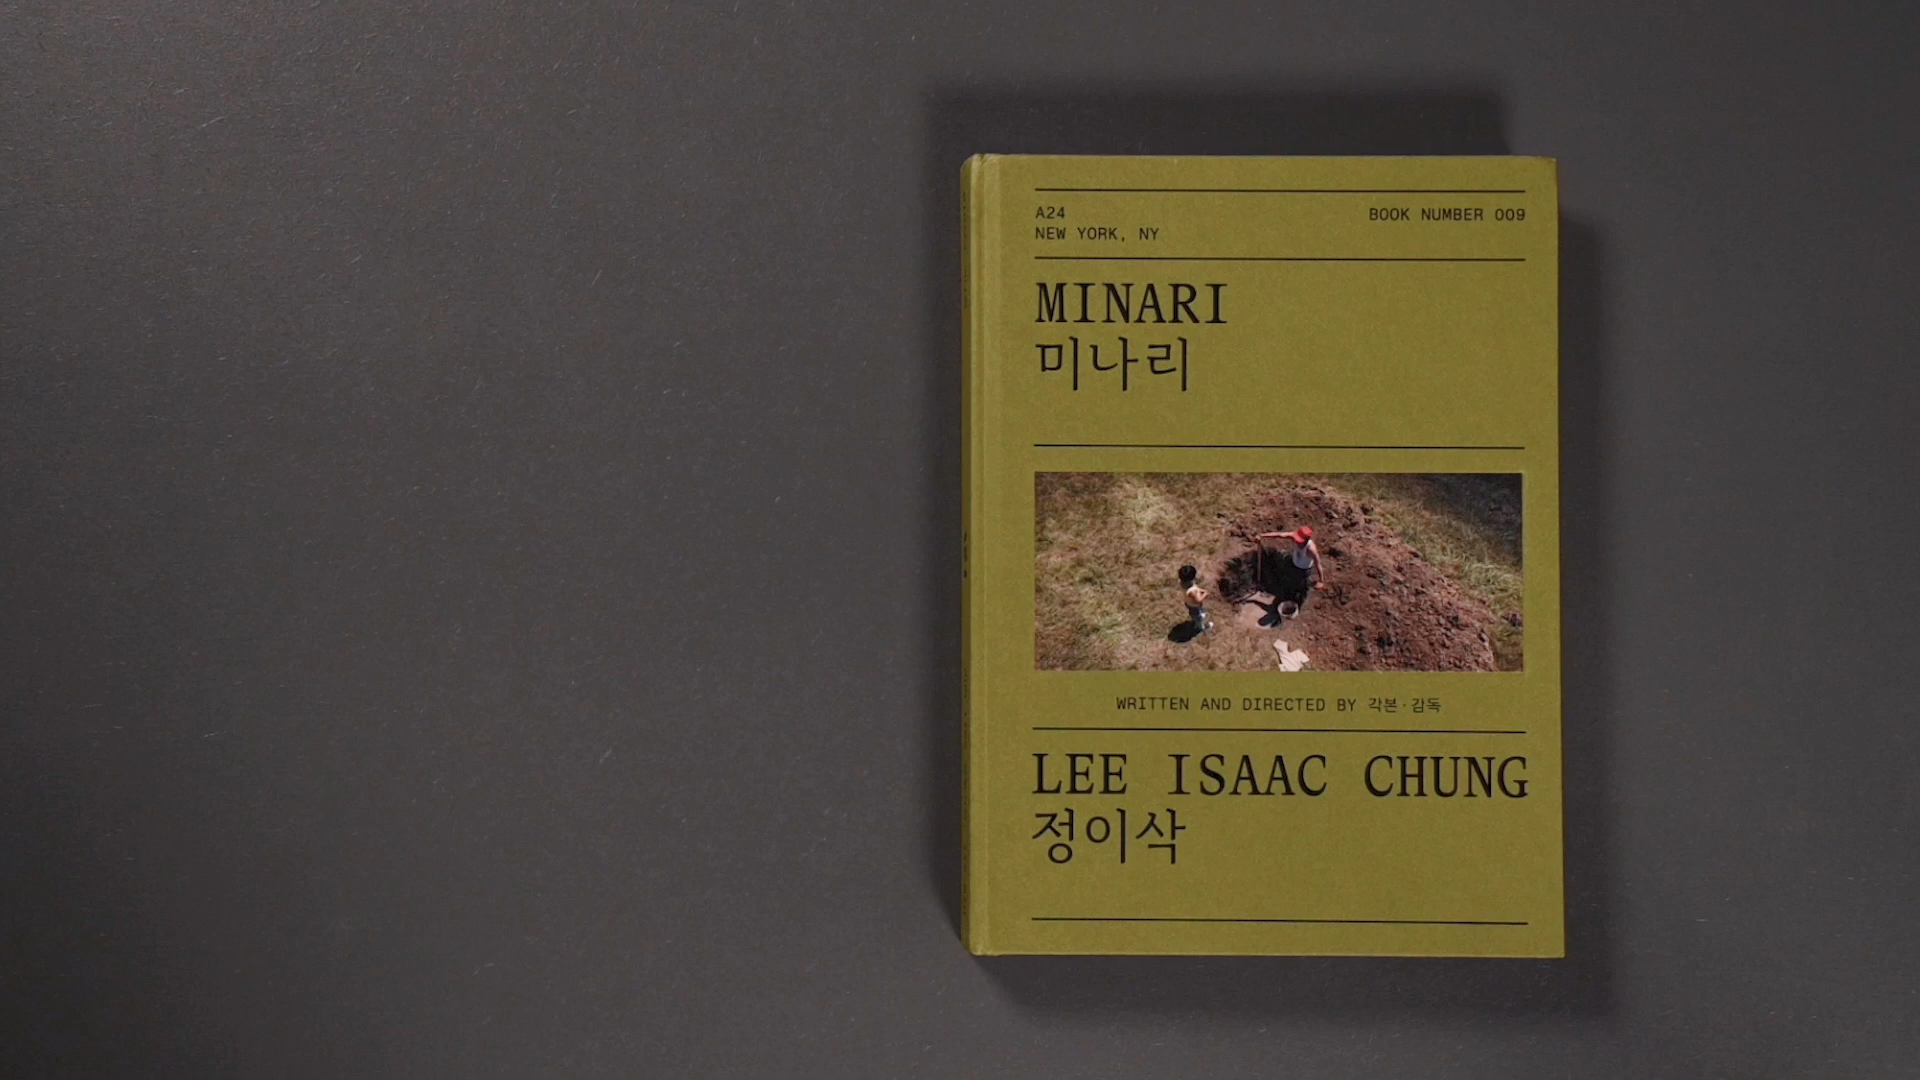 A24
NEW YORK, NY
BOOK NUMBER 009
MINARI
미나리
WRITTEN AND DIRECTED BY 각본·감독
LEE ISAAC CHUNG
정이삭